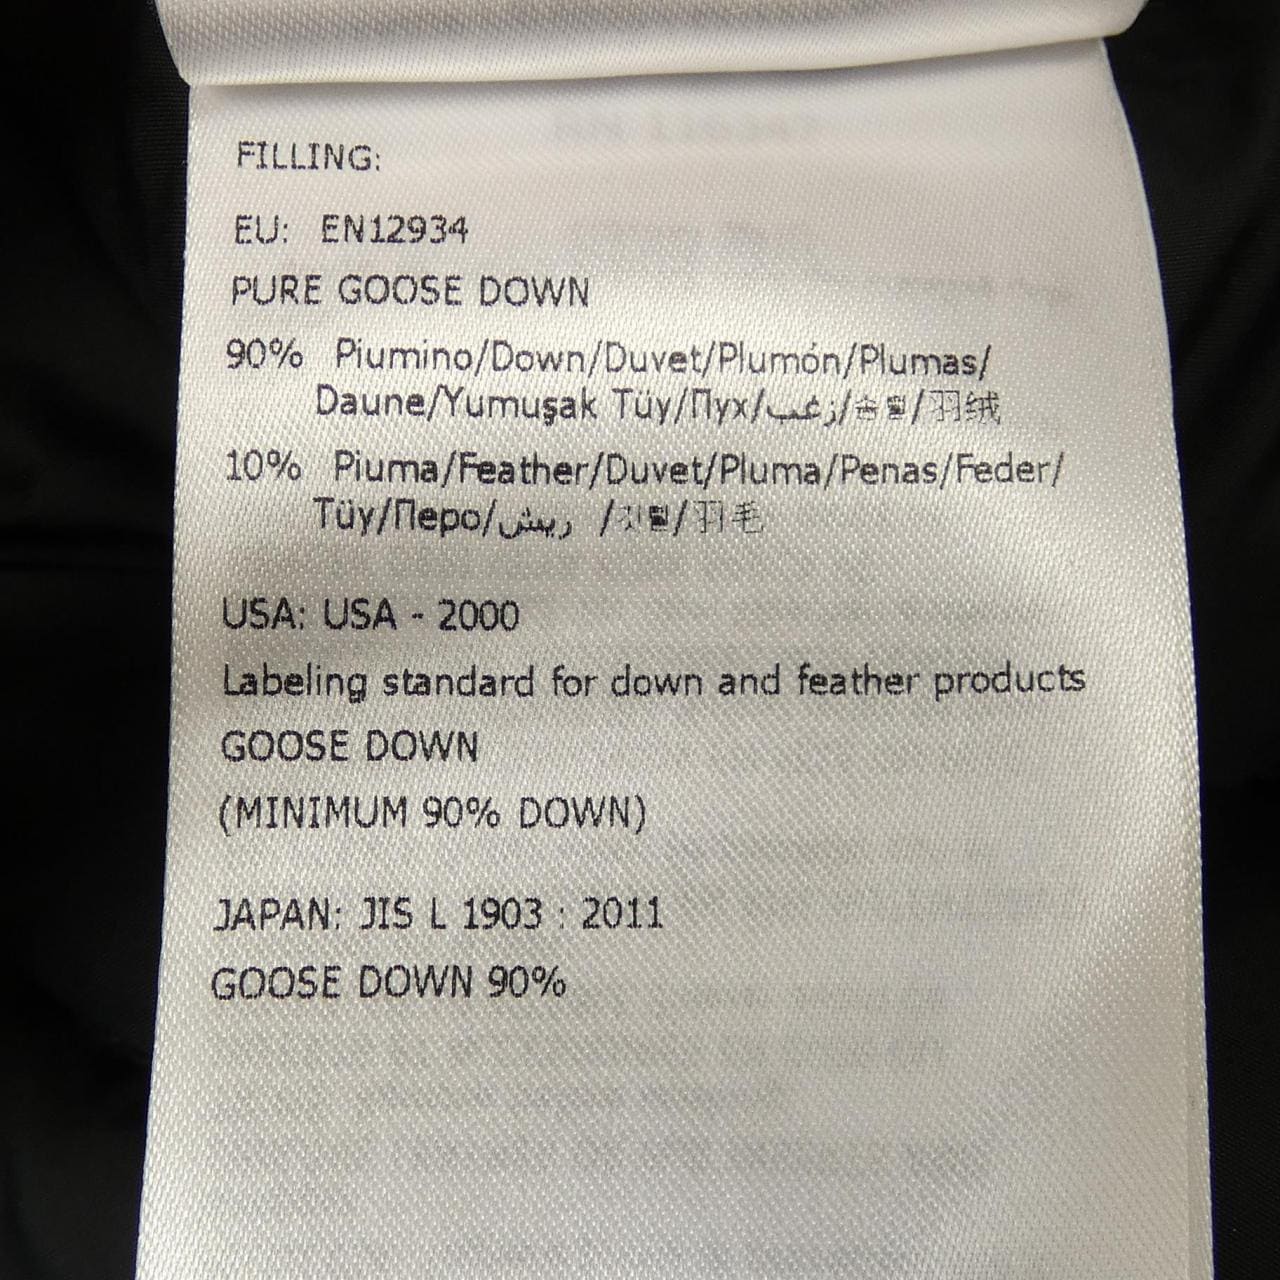 FILLING:
EU: EN12934
PURE GOOSE DOWN
90% Piumino/Down/Duvet/Plumón/Plumas/
Daune/Yumuşak Tüy/Пух/زغب/솜털/羽绒
10% Piuma/Feather/Duvet/Pluma/Penas/Feder/
Tüy/Перо/ريش /깃털/羽毛
USA: USA - 2000
Labeling standard for down and feather products
GOOSE DOWN
(MINIMUM 90% DOWN)
JAPAN: JIS L 1903 : 2011
GOOSE DOWN 90%